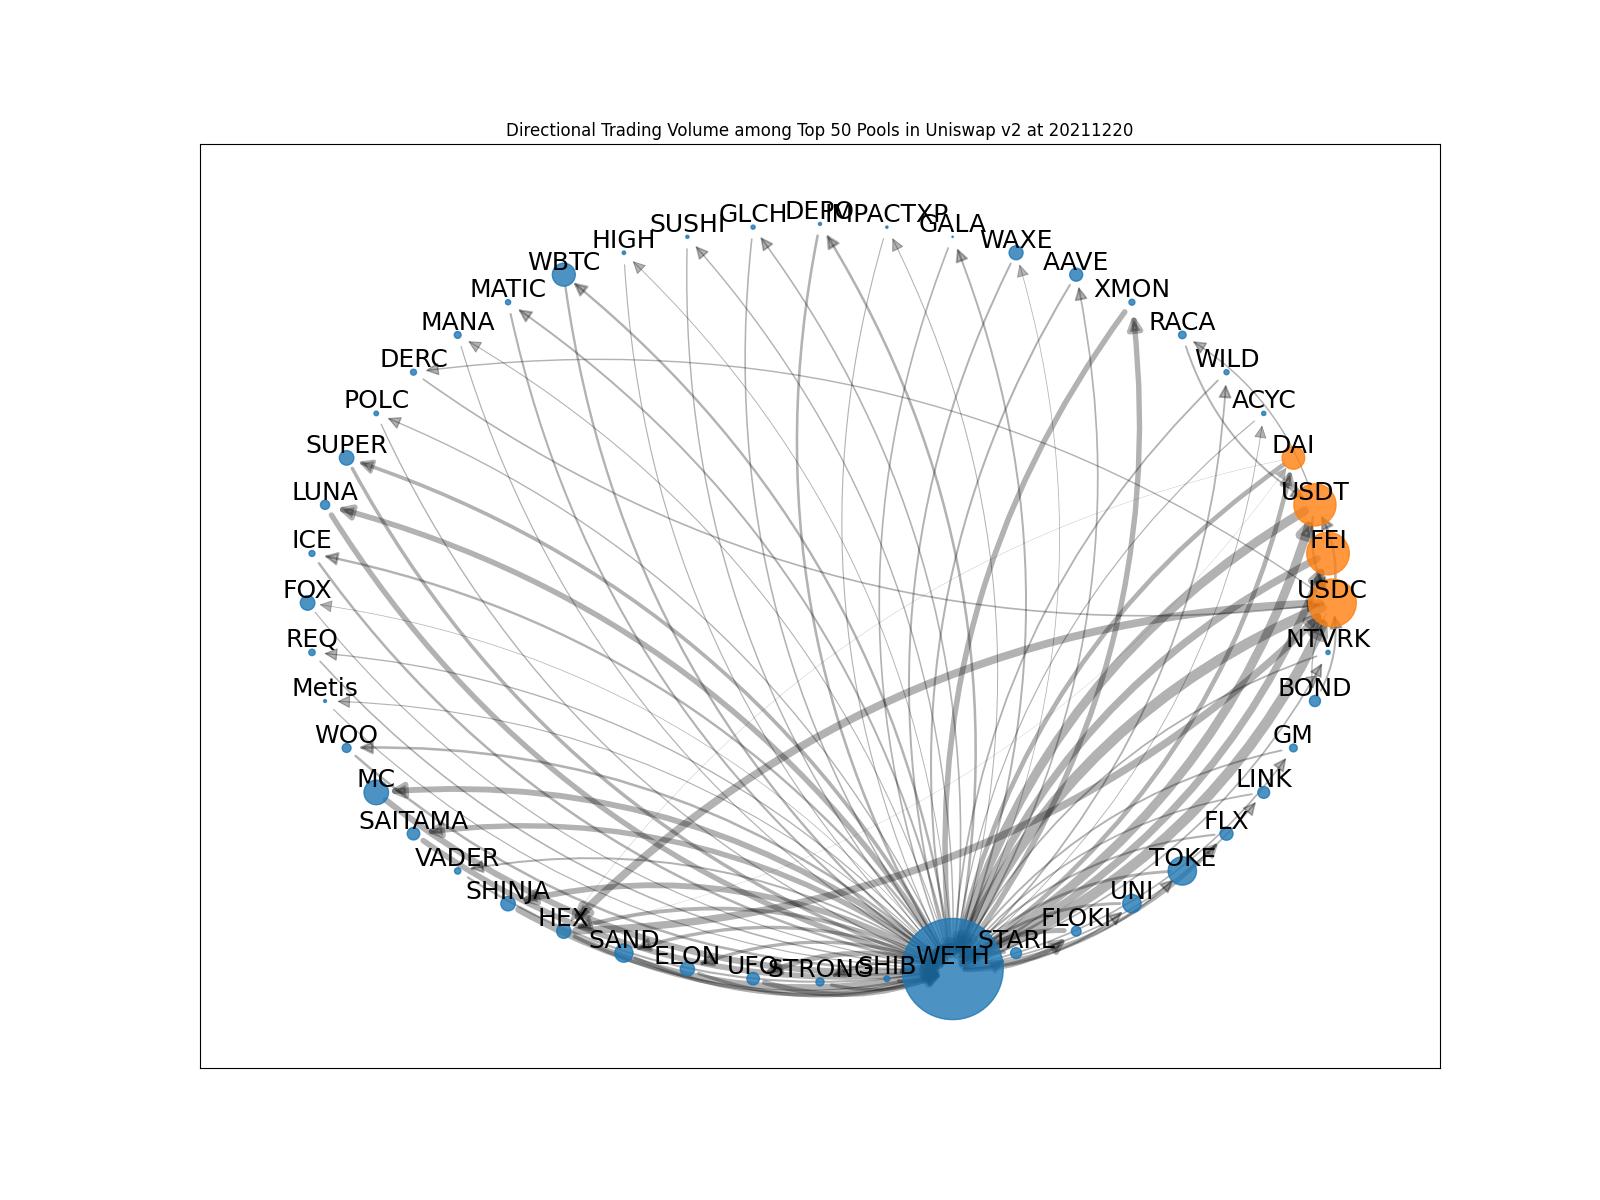 Directional Trading Volume among Top 50 Pools in Uniswap v2 at 20211220
DEPO
IMPACTXP
GLCH
GALA
SUSHI
WAXE
HIGH
AAVE
WBTC
XMON
MATIC
RACA
MANA
WILD
DERC
ACYC
POLC
DAI
SUPER
USDT
LUNA
FEI
ICE
USDC
FOX
NTVRK
REQ
BOND
Metis
GM
WOO
LINK
MC
FLX
SAITAMA
TOKE
VADER
UNI
SHINJA
FLOKI
HEX
STARL
SAND
WETH
ELON
SHIB
UFO
STRONG